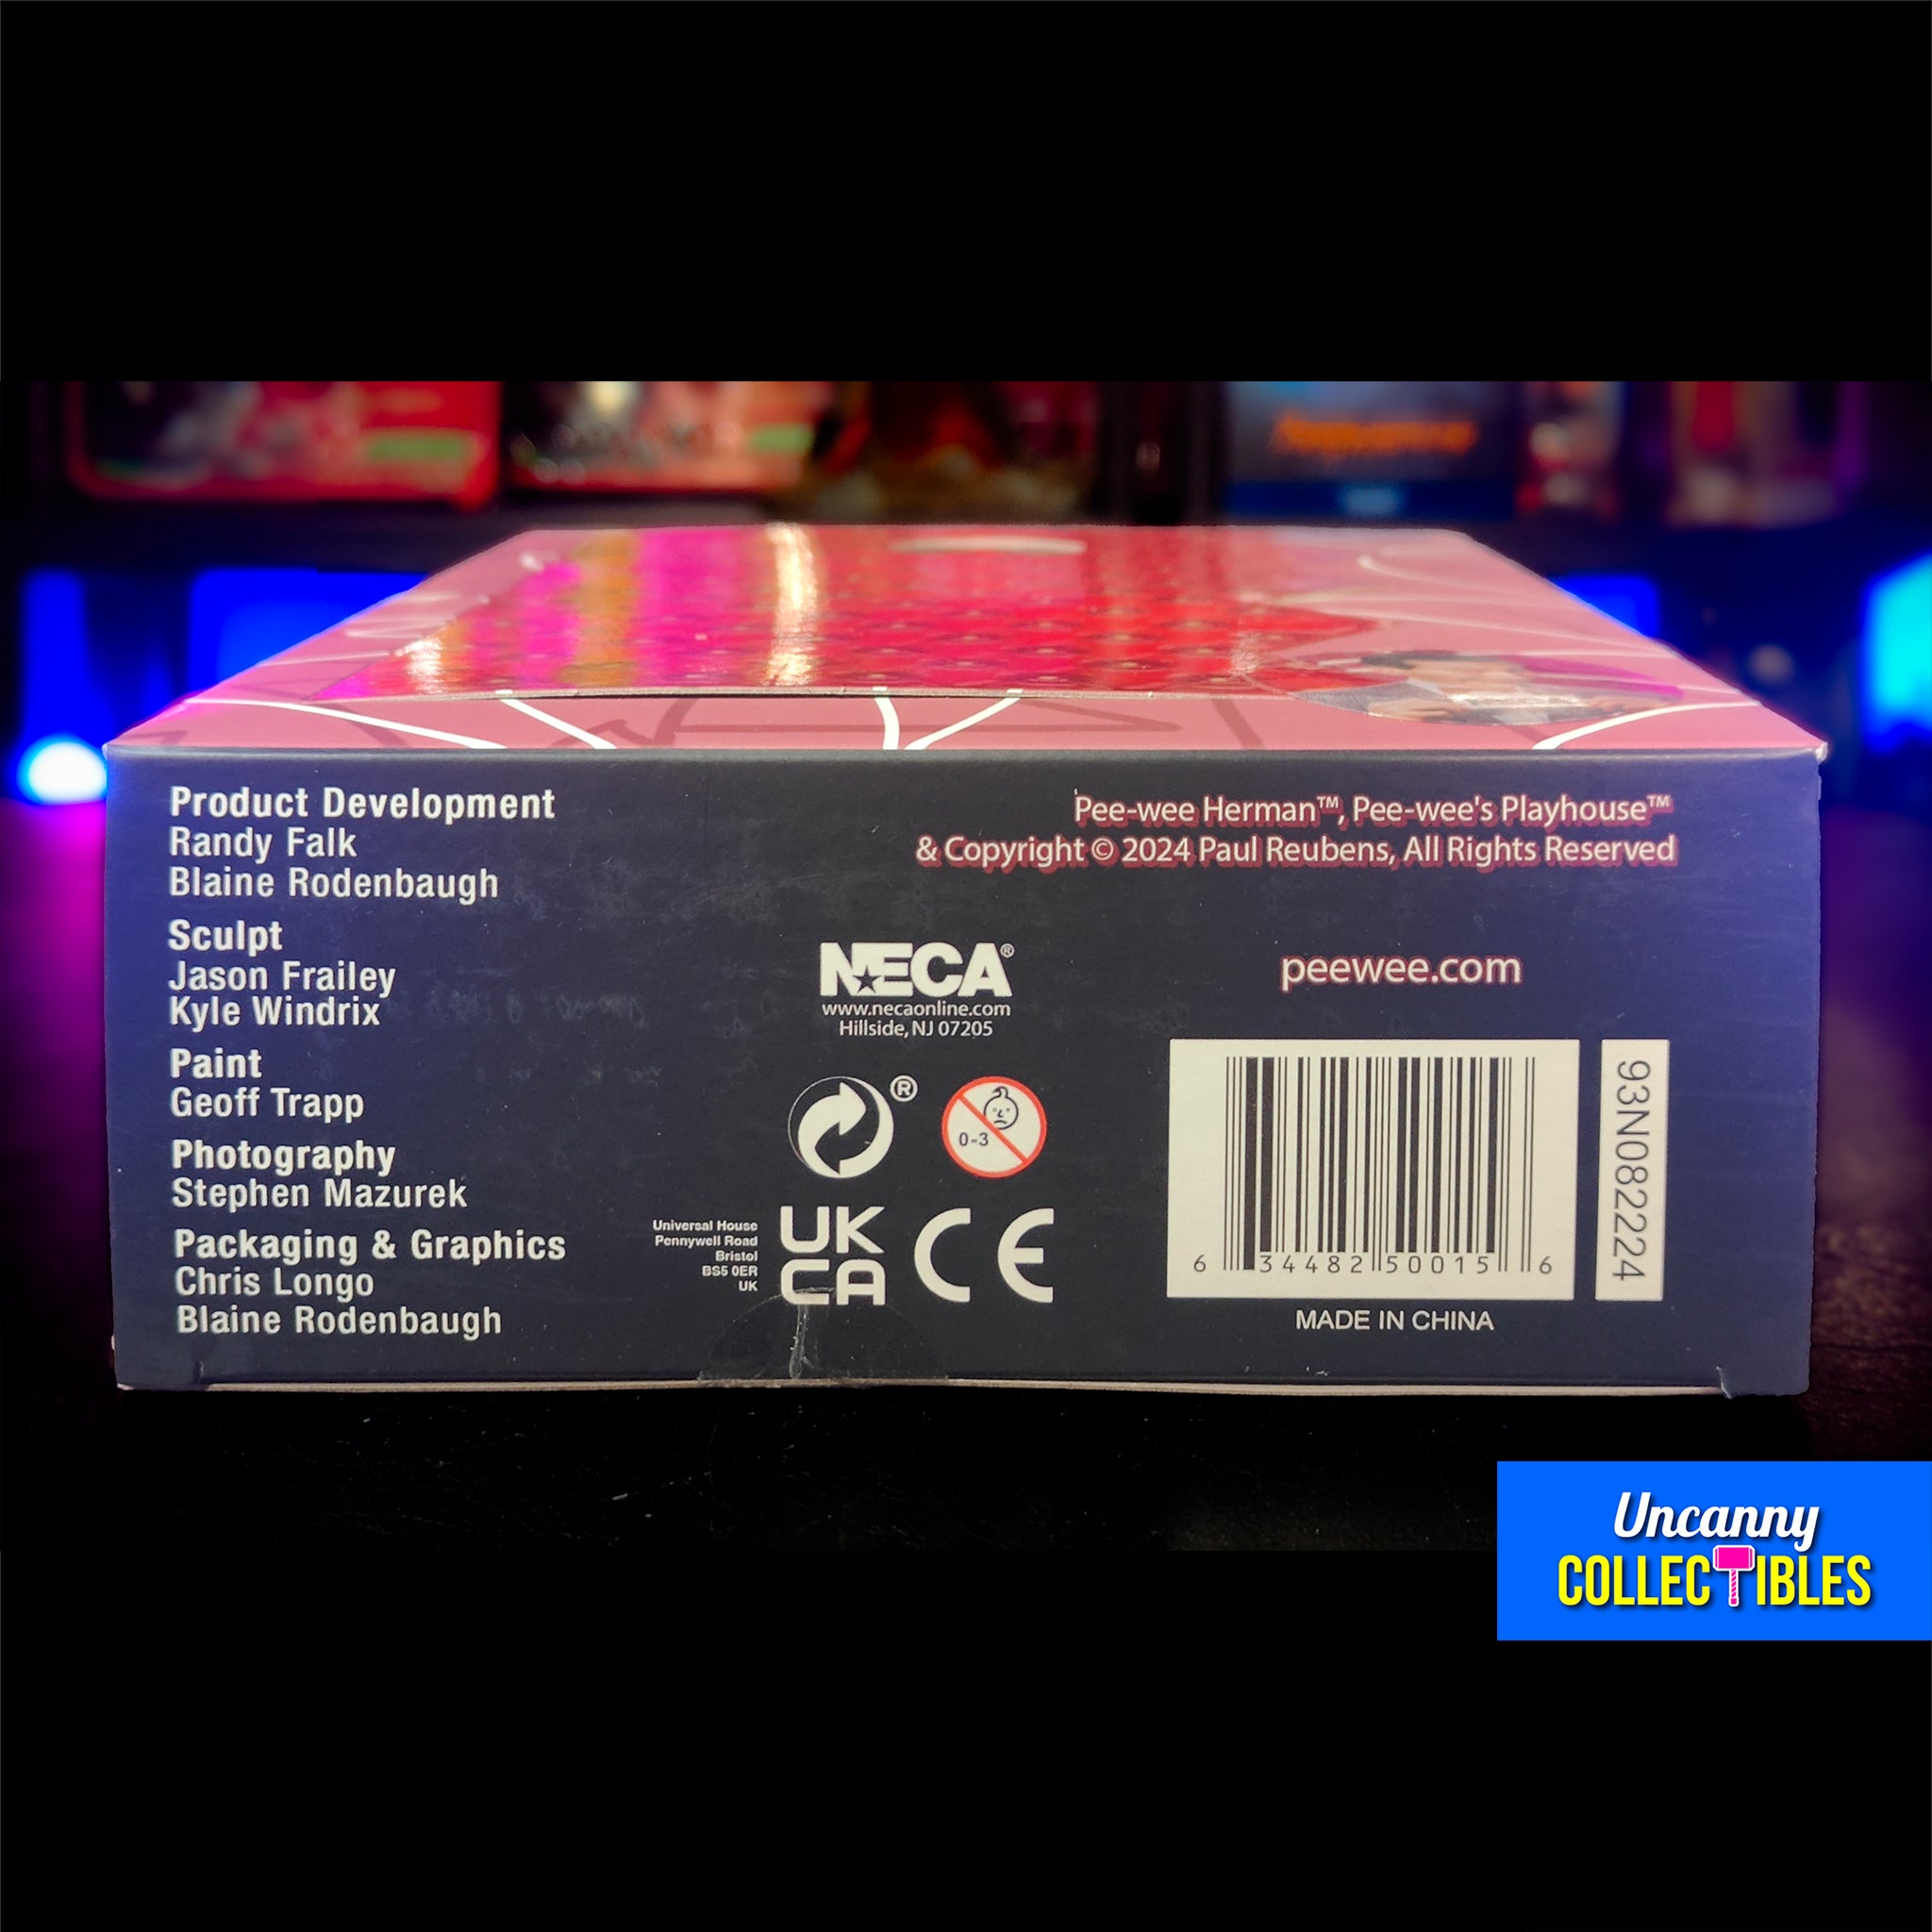 Product Development
Randy Falk
Blaine Rodenbaugh
Sculpt
Jason Frailey
Kyle Windrix
Paint
Geoff Trapp
Photography
Stephen Mazurek
Packaging & Graphics
Chris Longo
Blaine Rodenbaugh
Pee-wee Herman™, Pee-wee's Playhouse™
& Copyright © 2024 Paul Reubens, All Rights Reserved
NECA®
www.necaonline.com
Hillside, NJ 07205
peewee.com
®
0-3
Universal House
Pennywell Road
Bristol
BS5 0ER
UK
UK
CA
CE
6 34482 50015 6
93N082224
MADE IN CHINA
Uncanny
COLLECTIBLES